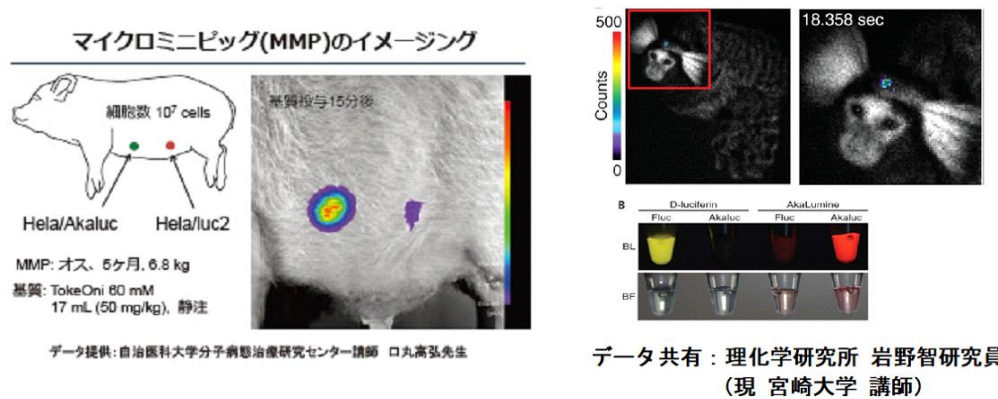 マイクロミニピッグ(MMP)のイメージング
細胞数 10⁷ cells
Hela/Akaluc
Hela/luc2
MMP: オス、5ヶ月, 6.8 kg
基質: TokeOni 60 mM
17 mL (50 mg/kg), 静注
基質投与15分後
データ提供:自治医科大学分子病態治療研究センター講師 口丸高弘先生
500
Counts
0
18.358 sec
B
D-luciferin
AkaLumine
Fluc
Akaluc
Fluc
Akaluc
BL
BF
データ共有:理化学研究所 岩野智研究員
(現 宮崎大学 講師)